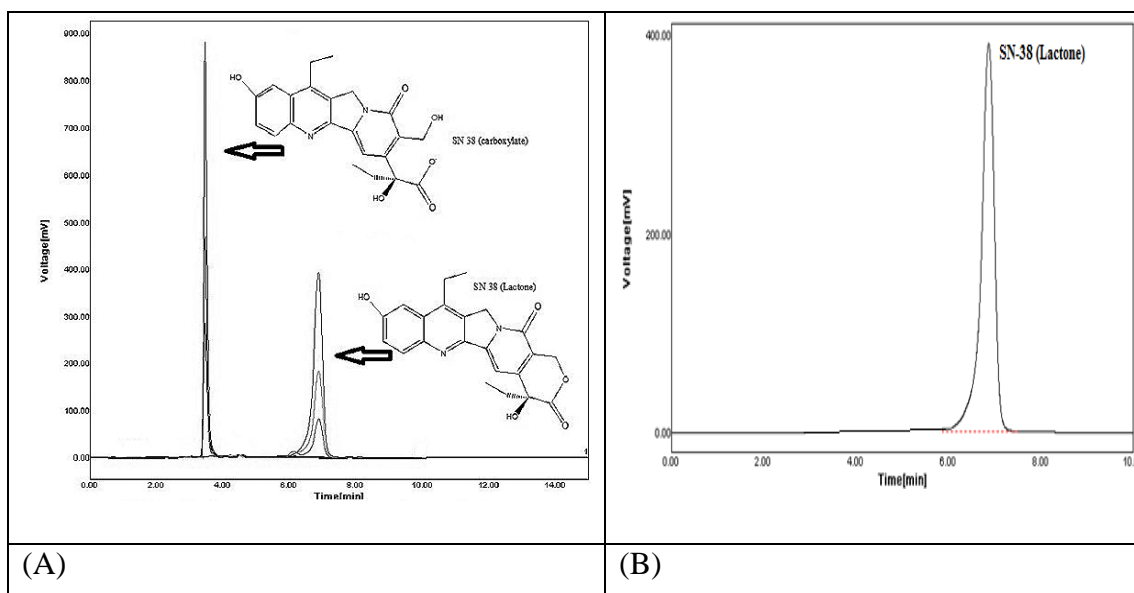 900.00
800.00
700.00
600.00
500.00
400.00
300.00
200.00
100.00
0.00
Voltage[mV]
0.00 2.00 4.00 6.00 8.00 10.00 12.00 14.00
Time[min]
HO
N
N
O
OH
SN 38 (carboxylate)
O-
HO
O
SN 38 (Lactone)
HO
N
N
O
O
HO
O
400.00
200.00
0.00
Voltage[mV]
SN-38 (Lactone)
0.00 2.00 4.00 6.00 8.00 10.
Time[min]
(A) (B)